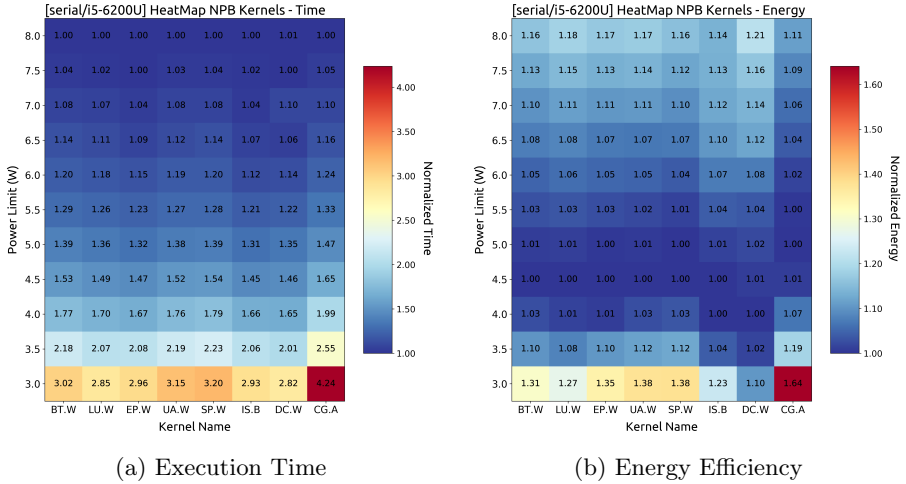 [serial/i5-6200U] HeatMap NPB Kernels - Time
8.0 1.00 1.00 1.00 1.00 1.00 1.00 1.01 1.00
7.5 1.04 1.02 1.00 1.03 1.04 1.02 1.00 1.05
7.0 1.08 1.07 1.04 1.08 1.08 1.04 1.10 1.10
6.5 1.14 1.11 1.09 1.12 1.14 1.07 1.06 1.16
6.0 1.20 1.18 1.15 1.19 1.20 1.12 1.14 1.24
5.5 1.29 1.26 1.23 1.27 1.28 1.21 1.22 1.33
5.0 1.39 1.36 1.32 1.38 1.39 1.31 1.35 1.47
4.5 1.53 1.49 1.47 1.52 1.54 1.45 1.46 1.65
4.0 1.77 1.70 1.67 1.76 1.79 1.66 1.65 1.99
3.5 2.18 2.07 2.08 2.19 2.23 2.06 2.01 2.55
3.0 3.02 2.85 2.96 3.15 3.20 2.93 2.82 4.24
BT.W LU.W EP.W UA.W SP.W IS.B DC.W CG.A
Kernel Name
Power Limit (W)
4.00
3.50
3.00
2.50
2.00
1.50
1.00
Normalized Time
(a) Execution Time
[serial/i5-6200U] HeatMap NPB Kernels - Energy
8.0 1.16 1.18 1.17 1.17 1.16 1.14 1.21 1.11
7.5 1.13 1.15 1.13 1.14 1.12 1.13 1.16 1.09
7.0 1.10 1.11 1.11 1.11 1.10 1.12 1.14 1.06
6.5 1.08 1.08 1.07 1.07 1.07 1.10 1.12 1.04
6.0 1.05 1.06 1.05 1.05 1.04 1.07 1.08 1.02
5.5 1.03 1.03 1.02 1.02 1.01 1.04 1.04 1.00
5.0 1.01 1.01 1.00 1.00 1.00 1.01 1.02 1.00
4.5 1.00 1.00 1.00 1.00 1.00 1.00 1.01 1.01
4.0 1.03 1.01 1.01 1.03 1.03 1.00 1.00 1.07
3.5 1.10 1.08 1.10 1.12 1.12 1.04 1.02 1.19
3.0 1.31 1.27 1.35 1.38 1.38 1.23 1.10 1.64
BT.W LU.W EP.W UA.W SP.W IS.B DC.W CG.A
Kernel Name
Power Limit (W)
1.60
1.50
1.40
1.30
1.20
1.10
1.00
Normalized Energy
(b) Energy Efficiency